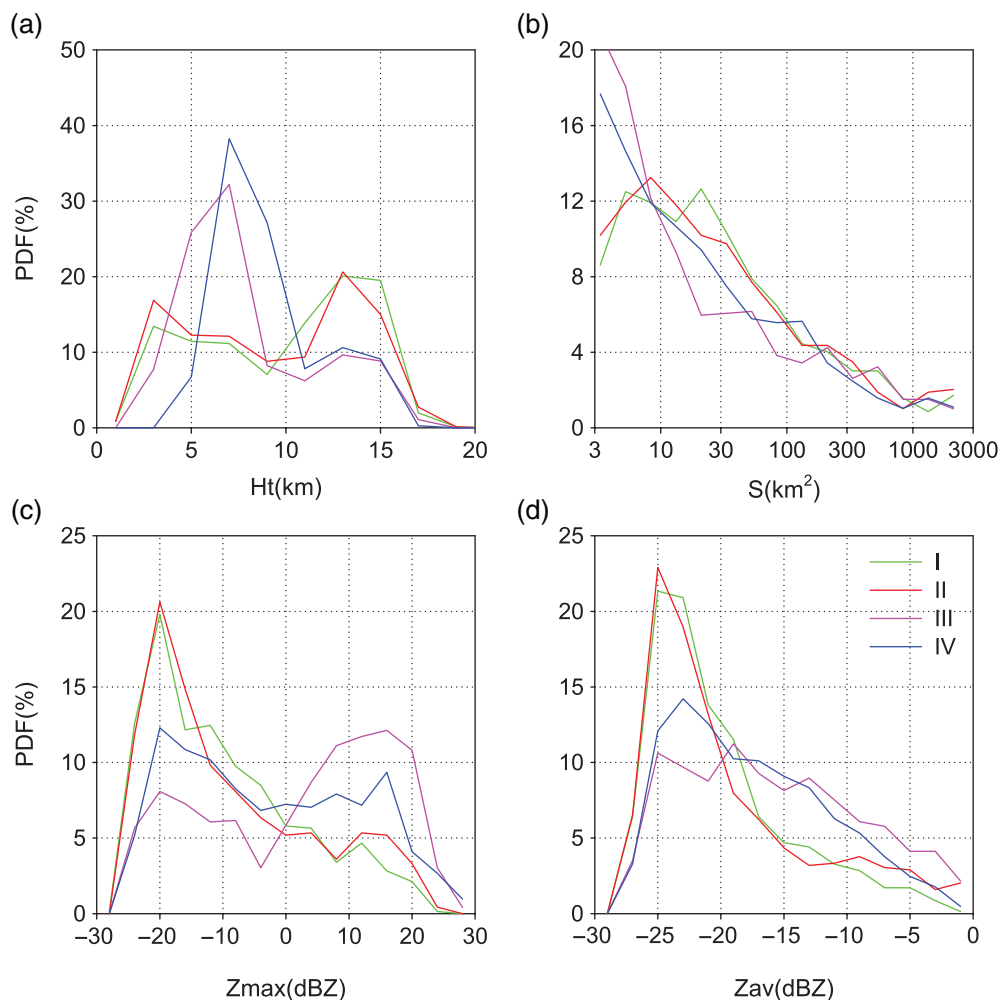 (a)
PDF(%)
50
40
30
20
10
0
0 5 10 15 20
Ht(km)
(b)
20
16
12
8
4
0
3 10 30 100 300 1000 3000
S(km²)
(c)
PDF(%)
25
20
15
10
5
0
−30 −20 −10 0 10 20 30
Zmax(dBZ)
(d)
25
20
15
10
5
0
I
II
III
IV
−30 −25 −20 −15 −10 −5 0
Zav(dBZ)